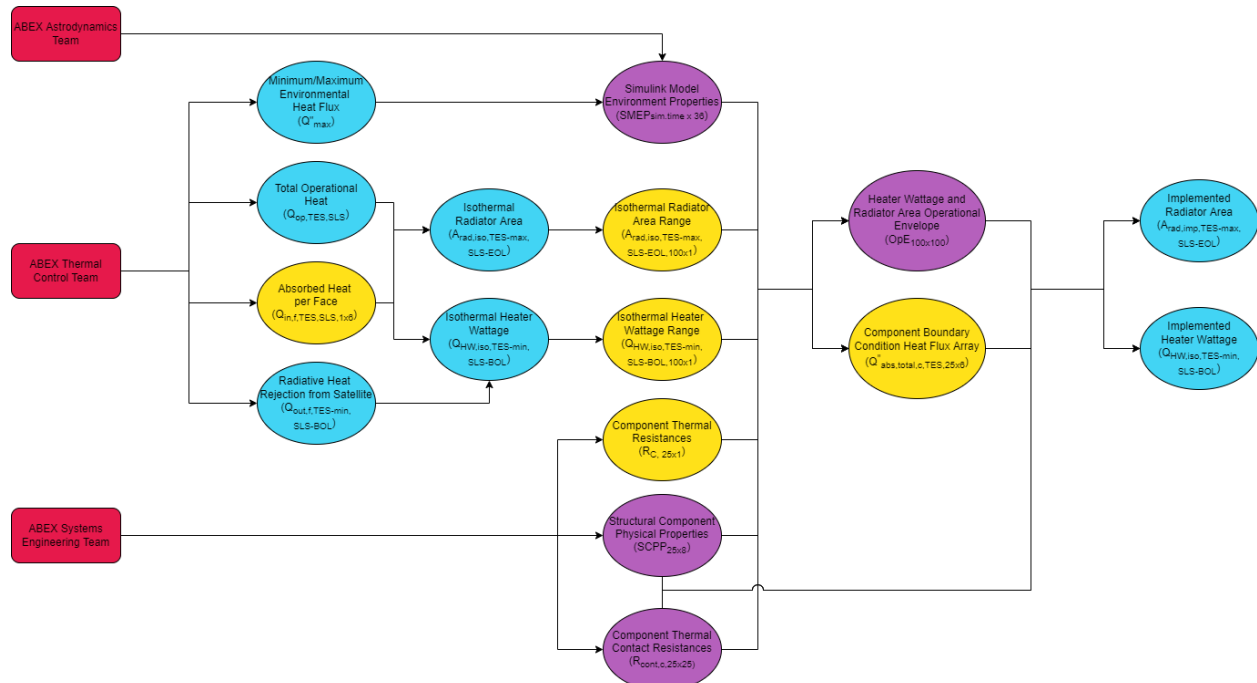 ABEX Astrodynamics
Team
Minimum/Maximum
Environmental
Heat Flux
(Q"max)
Simulink Model
Environment Properties
(SMEPsim.time x 36)
Total Operational
Heat
(Qop,TES,SLS)
Isothermal
Radiator Area
(Arad,iso,TES-max,
SLS-EOL)
Isothermal Radiator
Area Range
(Arad,iso,TES-max,
SLS-EOL,100x1)
Heater Wattage and
Radiator Area Operational
Envelope
(OpE100x100)
Implemented
Radiator Area
(Arad,imp,TES-max,
SLS-EOL)
ABEX Thermal
Control Team
Absorbed Heat
per Face
(Qin,f,TES,SLS,1x6)
Isothermal Heater
Wattage
(QHW,iso,TES-min,
SLS-BOL)
Isothermal Heater
Wattage Range
(QHW,iso,TES-min,
SLS-BOL,100x1)
Component Boundary
Condition Heat Flux Array
(Q"abs,total,c,TES,25x6)
Implemented
Heater Wattage
(QHW,iso,TES-min,
SLS-BOL)
Radiative Heat
Rejection from Satellite
(Qout,f,TES-min,
SLS-BOL)
Component Thermal
Resistances
(RC, 25x1)
ABEX Systems
Engineering Team
Structural Component
Physical Properties
(SCPP25x8)
Component Thermal
Contact Resistances
(Rcont,c,25x25)